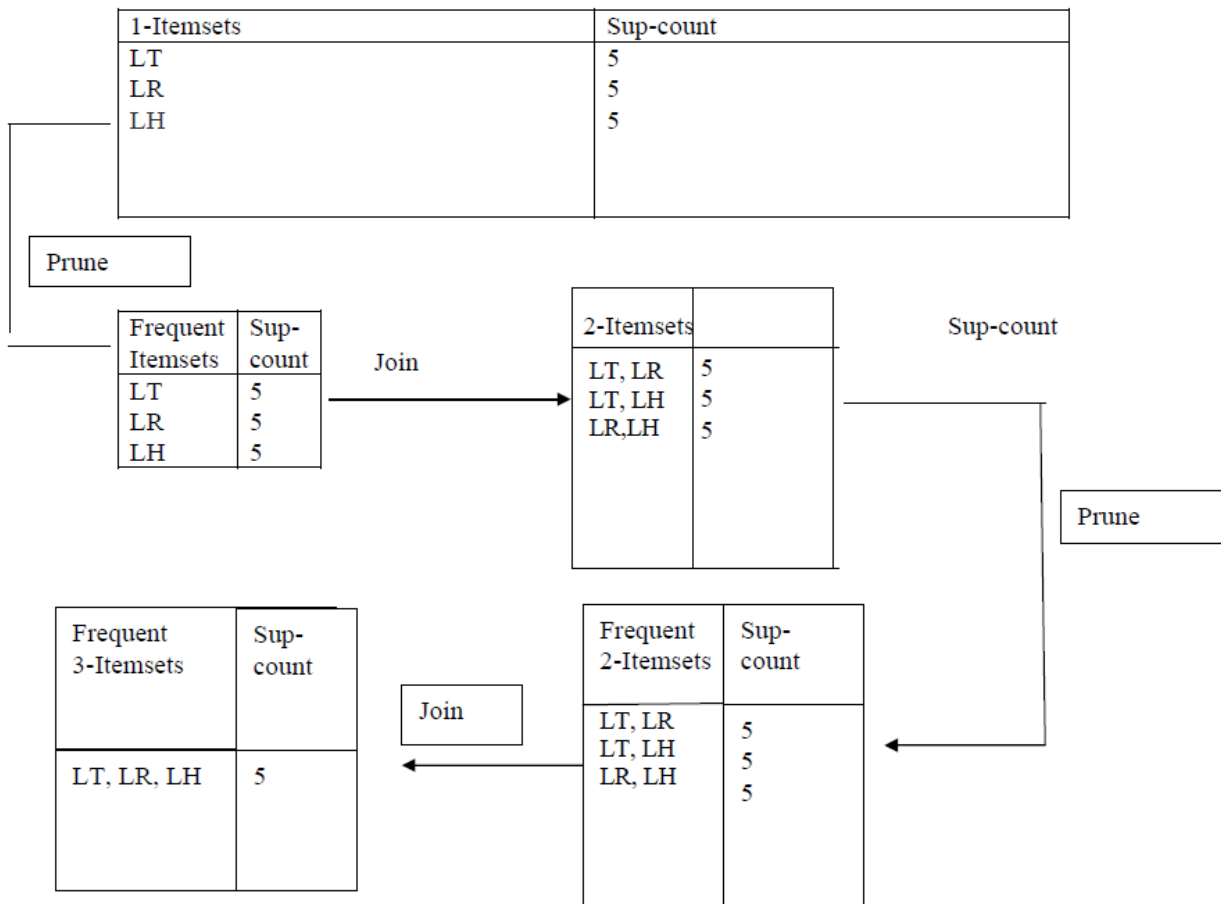 1-Itemsets Sup-count
LT 5
LR 5
LH 5
Prune
Frequent Sup-
Itemsets count
LT 5
LR 5
LH 5
Join
2-Itemsets
LT, LR 5
LT, LH 5
LR,LH 5
Sup-count
Prune
Frequent Sup-
2-Itemsets count
LT, LR 5
LT, LH 5
LR, LH 5
Join
Frequent Sup-
3-Itemsets count
LT, LR, LH 5